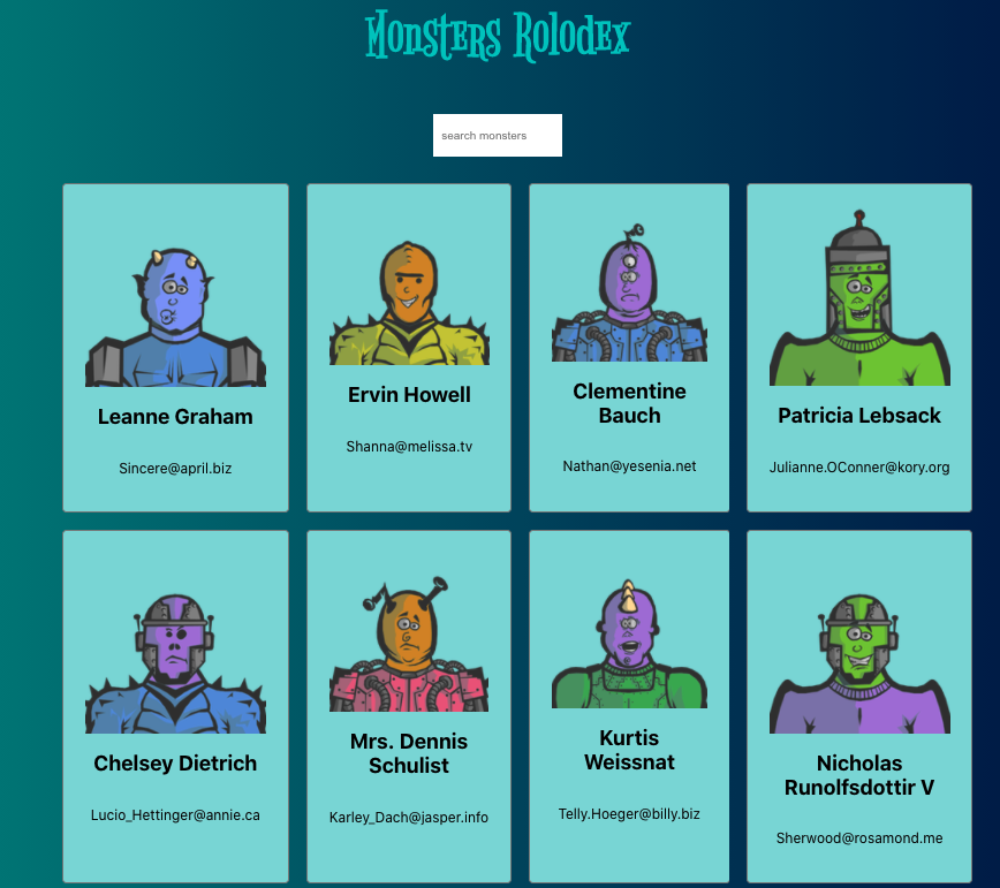 Monsters Rolodex
search monsters
Leanne Graham
Sincere@april.biz
Ervin Howell
Shanna@melissa.tv
Clementine
Bauch
Nathan@yesenia.net
Patricia Lebsack
Julianne.OConner@kory.org
Chelsey Dietrich
Lucio_Hettinger@annie.ca
Mrs. Dennis
Schulist
Karley_Dach@jasper.info
Kurtis
Weissnat
Telly.Hoeger@billy.biz
Nicholas
Runolfsdottir V
Sherwood@rosamond.me